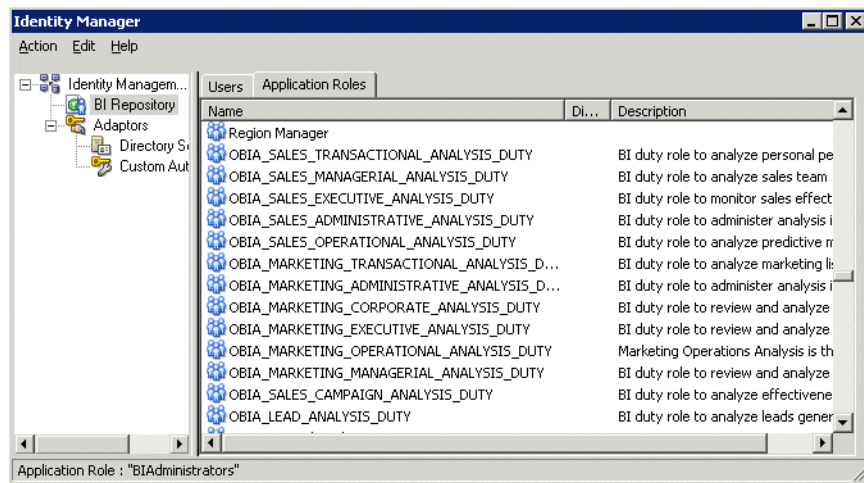 Identity Manager
Action Edit Help
Identity Managem...
BI Repository
Adaptors
Directory Se
Custom Aut
Users Application Roles
Name Di... Description
Region Manager
OBIA_SALES_TRANSACTIONAL_ANALYSIS_DUTY BI duty role to analyze personal pe
OBIA_SALES_MANAGERIAL_ANALYSIS_DUTY BI duty role to analyze sales team
OBIA_SALES_EXECUTIVE_ANALYSIS_DUTY BI duty role to monitor sales effect
OBIA_SALES_ADMINISTRATIVE_ANALYSIS_DUTY BI duty role to administer analysis i
OBIA_SALES_OPERATIONAL_ANALYSIS_DUTY BI duty role to analyze predictive m
OBIA_MARKETING_TRANSACTIONAL_ANALYSIS_D... BI duty role to analyze marketing lis
OBIA_MARKETING_ADMINISTRATIVE_ANALYSIS_D... BI duty role to administer analysis i
OBIA_MARKETING_CORPORATE_ANALYSIS_DUTY BI duty role to review and analyze
OBIA_MARKETING_EXECUTIVE_ANALYSIS_DUTY BI duty role to review and analyze
OBIA_MARKETING_OPERATIONAL_ANALYSIS_DUTY Marketing Operations Analysis is th
OBIA_MARKETING_MANAGERIAL_ANALYSIS_DUTY BI duty role to review and analyze
OBIA_SALES_CAMPAIGN_ANALYSIS_DUTY BI duty role to analyze effectivene
OBIA_LEAD_ANALYSIS_DUTY BI duty role to analyze leads gener
Application Role : "BIAdministrators"